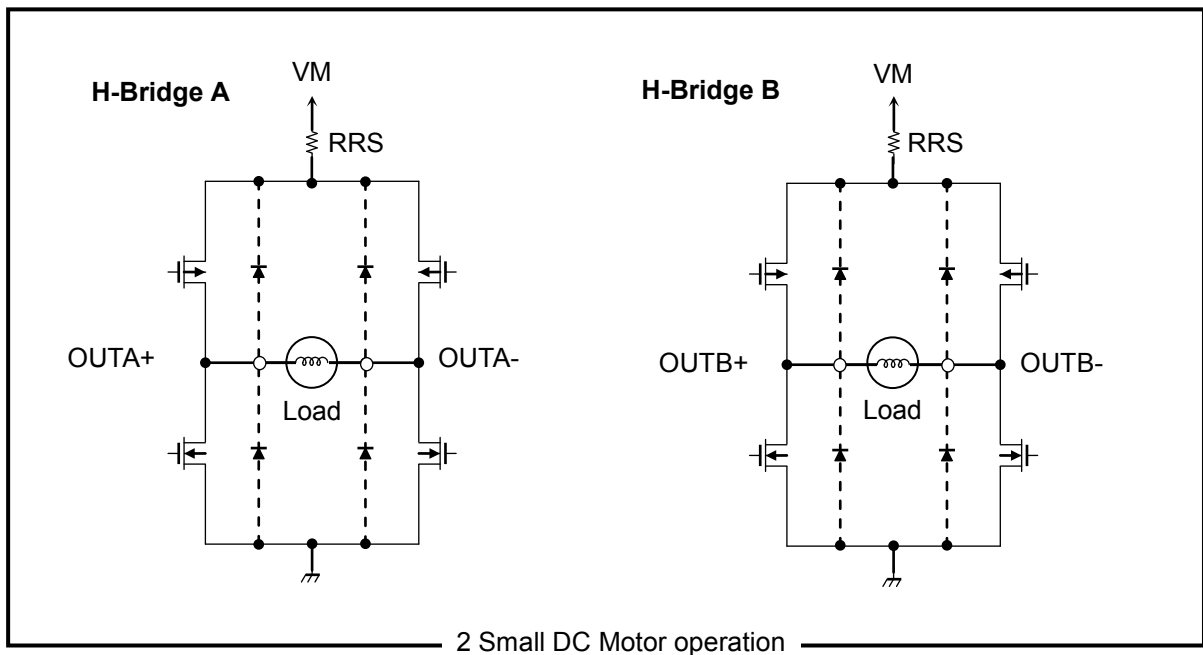 H-Bridge A
VM
RRS
OUTA+
OUTA-
Load
H-Bridge B
VM
RRS
OUTB+
OUTB-
Load
2 Small DC Motor operation